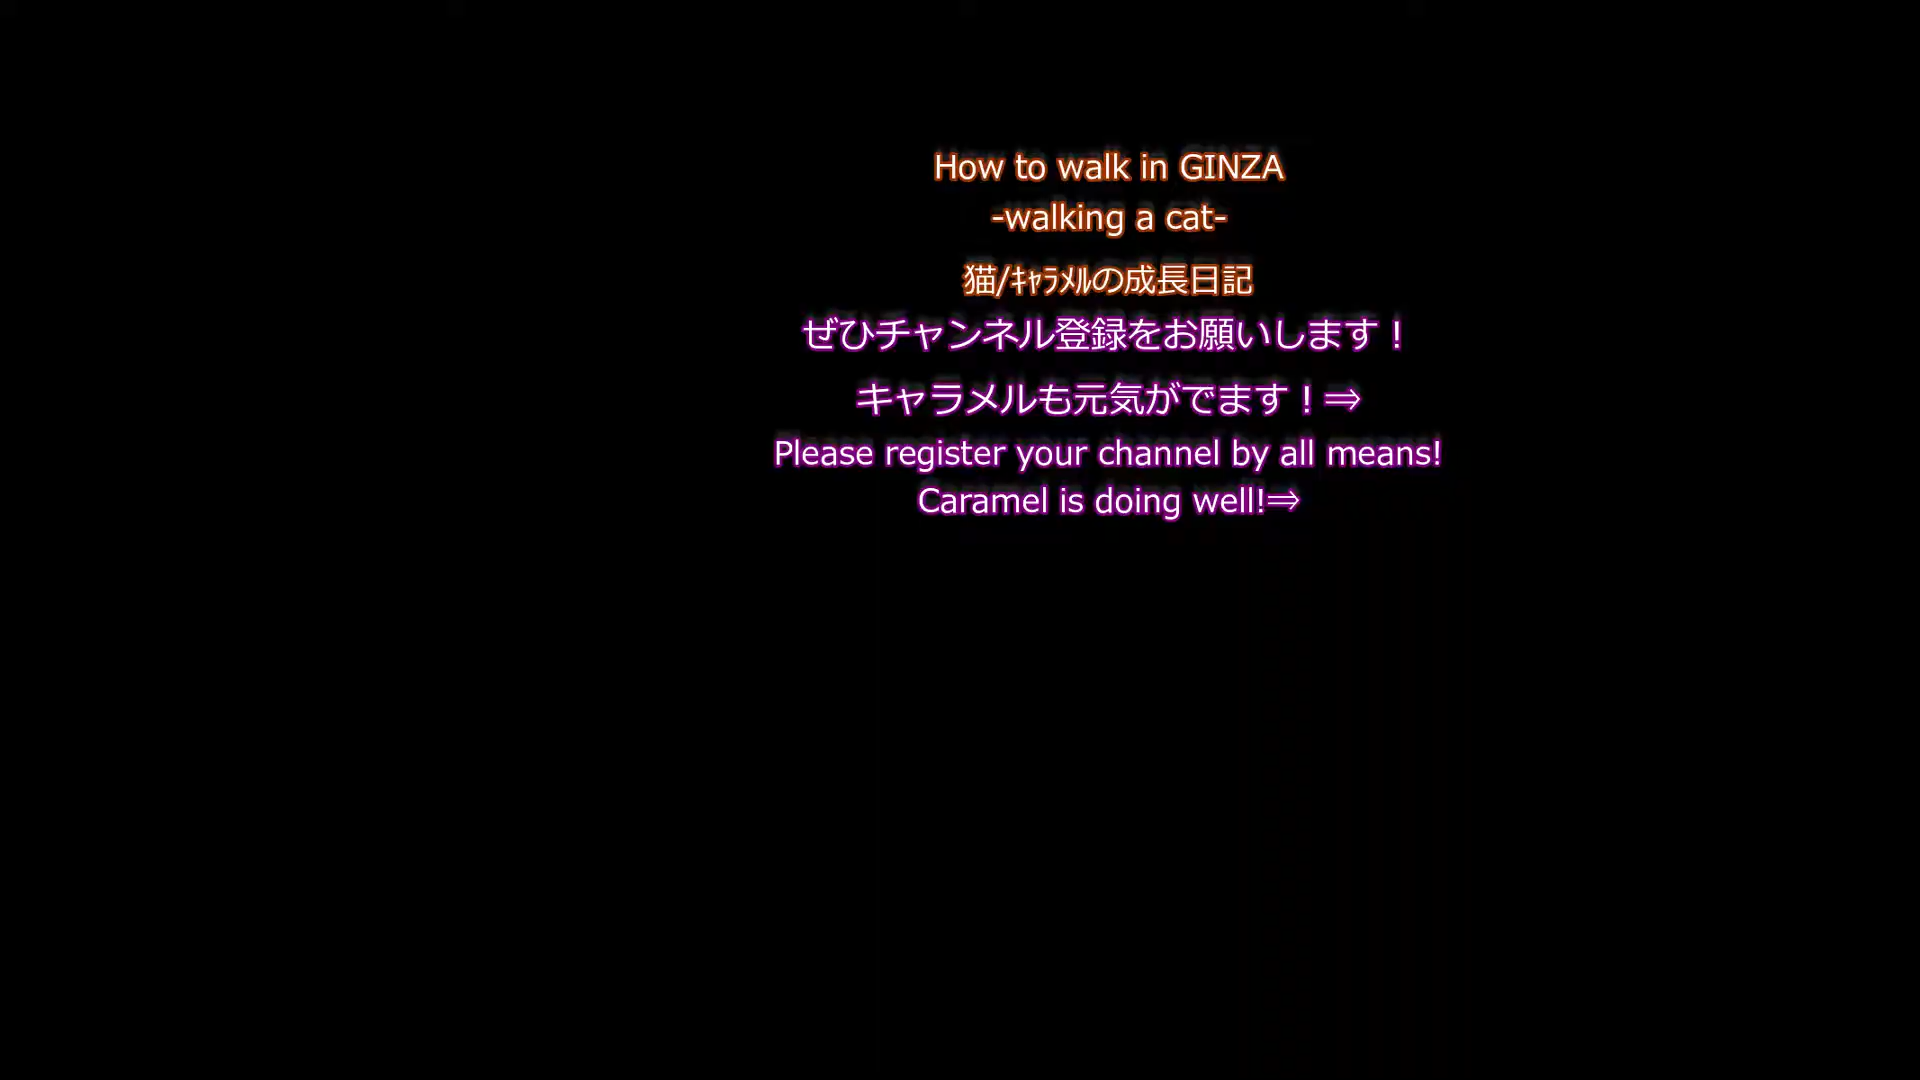 How to walk in GINZA
-walking a cat-
猫/ｷｬﾗﾒﾙの成長日記
ぜひチャンネル登録をお願いします！
キャラメルも元気がでます！⇒
Please register your channel by all means!
Caramel is doing well!⇒